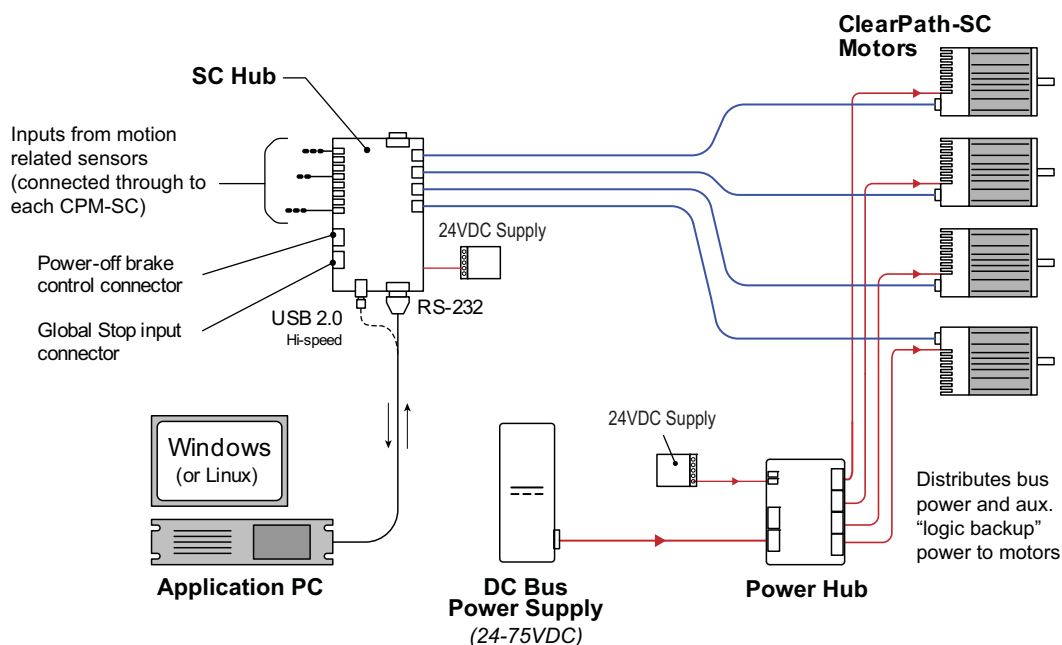 ClearPath-SC
Motors
SC Hub
Inputs from motion
related sensors
(connected through to
each CPM-SC)
24VDC Supply
Power-off brake
control connector
RS-232
USB 2.0
Hi-speed
Global Stop input
connector
Windows
(or Linux)
24VDC Supply
Distributes bus
power and aux.
“logic backup”
power to motors
Application PC
DC Bus
Power Supply
(24-75VDC)
Power Hub